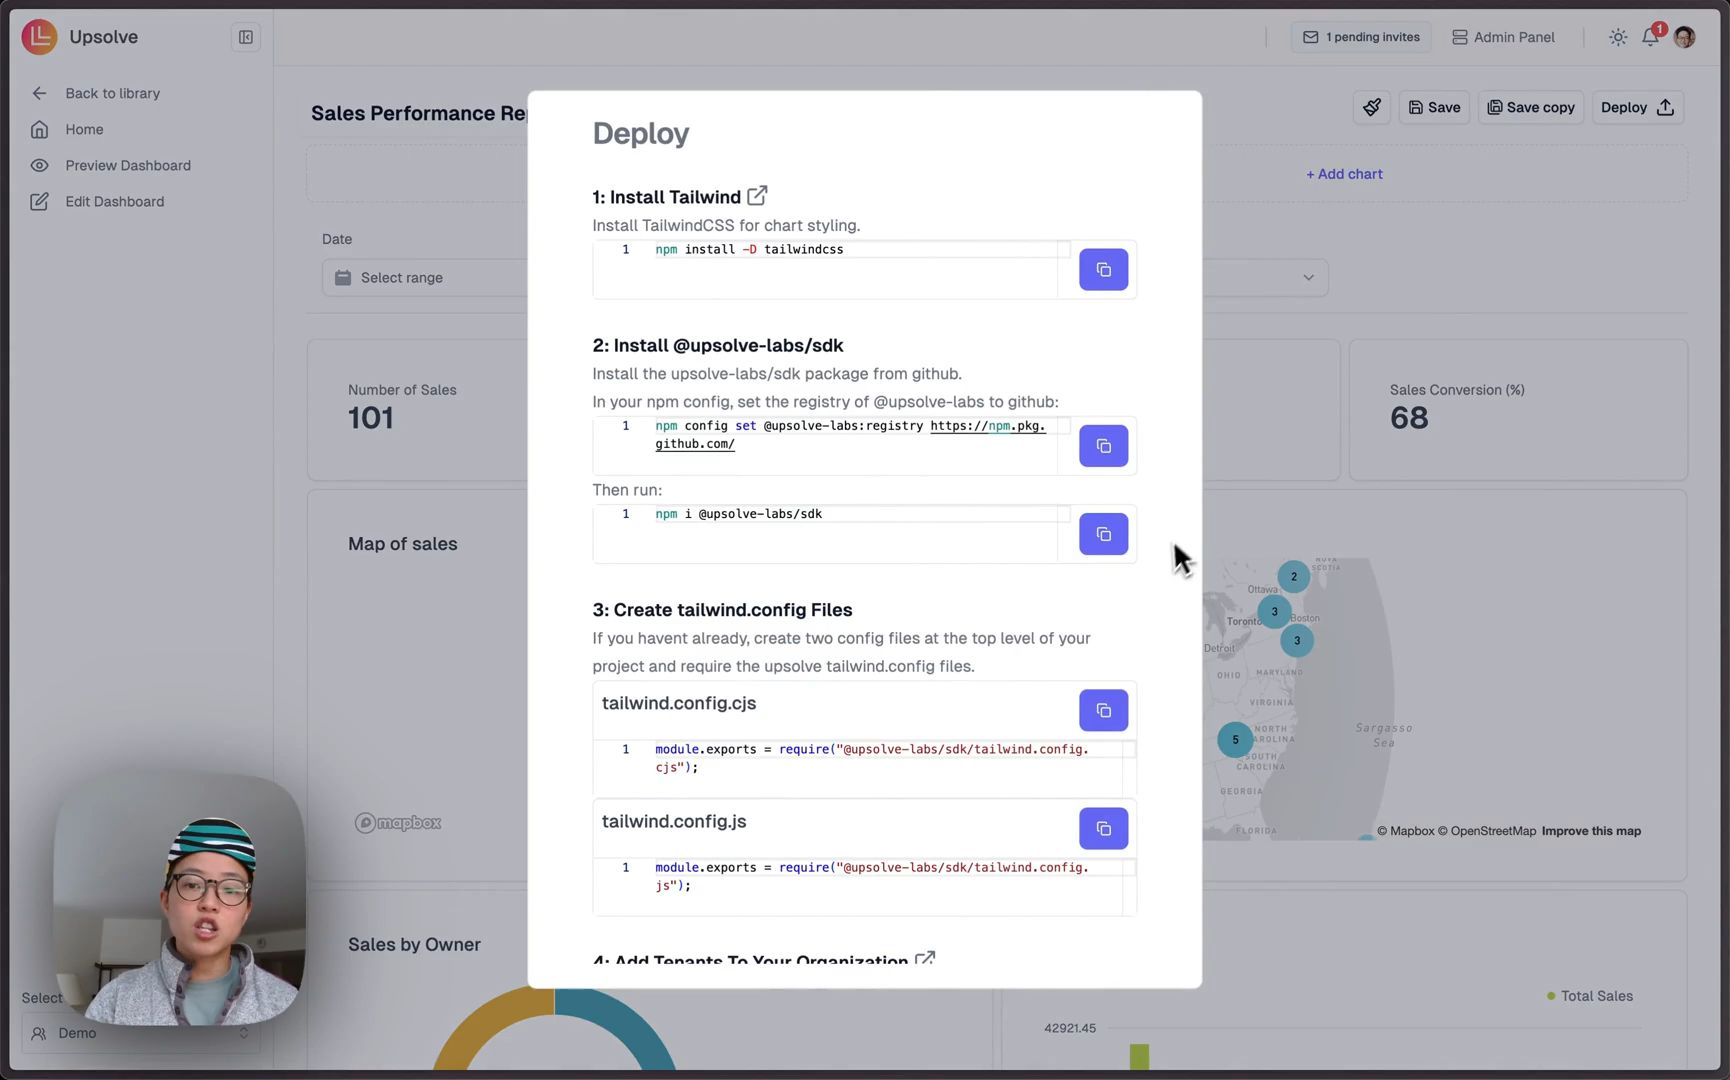 Upsolve
1 pending invites
Admin Panel
1
Back to library
Home
Preview Dashboard
Edit Dashboard
Sales Performance Re
Save
Save copy
Deploy
+ Add chart
Date
Select range
Number of Sales
101
Sales Conversion (%)
68
Map of sales
mapbox
Deploy
1: Install Tailwind
Install TailwindCSS for chart styling.
1 npm install -D tailwindcss
2: Install @upsolve-labs/sdk
Install the upsolve-labs/sdk package from github.
In your npm config, set the registry of @upsolve-labs to github:
1 npm config set @upsolve-labs:registry https://npm.pkg.
github.com/
Then run:
1 npm i @upsolve-labs/sdk
3: Create tailwind.config Files
If you havent already, create two config files at the top level of your
project and require the upsolve tailwind.config files.
tailwind.config.cjs
1 module.exports = require("@upsolve-labs/sdk/tailwind.config.
cjs");
tailwind.config.js
1 module.exports = require("@upsolve-labs/sdk/tailwind.config.
js");
4: Add Tenants To Your Organization
NOVA
SCOTIA
2
Ottawa
3
Toronto
Boston
3
Detroit
OHIO
MARYLAND
VIRGINIA
5
NORTH
CAROLINA
SOUTH
CAROLINA
GEORGIA
FLORIDA
Sargasso
Sea
© Mapbox © OpenStreetMap Improve this map
Sales by Owner
Total Sales
42921.45
Select
Demo